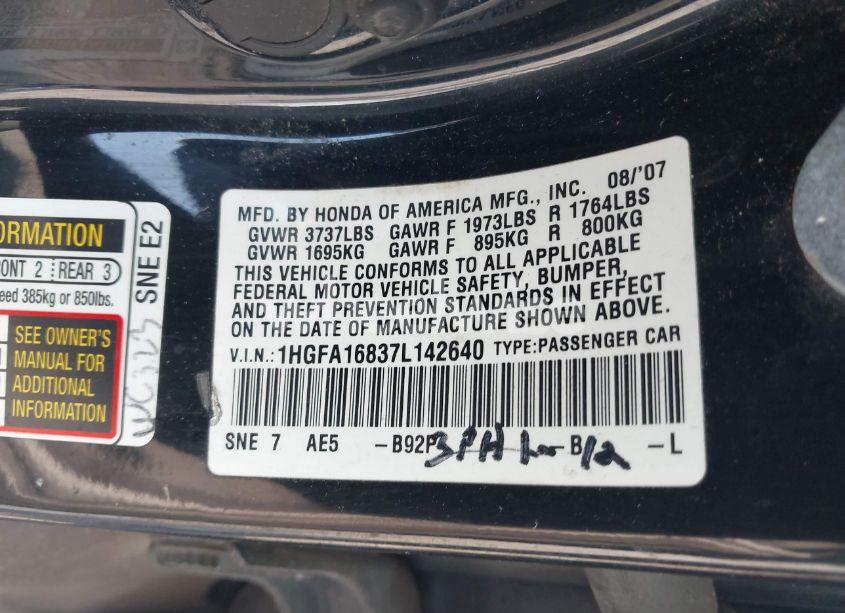 MFD. BY HONDA OF AMERICA MFG., INC. 08/'07
GVWR 3737LBS GAWR F 1973LBS R 1764LBS
GVWR 1695KG GAWR F 895KG R 800KG
THIS VEHICLE CONFORMS TO ALL APPLICABLE
FEDERAL MOTOR VEHICLE SAFETY, BUMPER,
AND THEFT PREVENTION STANDARDS IN EFFECT
ON THE DATE OF MANUFACTURE SHOWN ABOVE.
V.I.N.: 1HGFA16837L142640 TYPE:PASSENGER CAR
SNE 7 AE5 -B92P B -L
ORMATION
ONT 2 REAR 3
eed 385kg or 850lbs.
SEE OWNER'S
MANUAL FOR
ADDITIONAL
INFORMATION
SNE E2